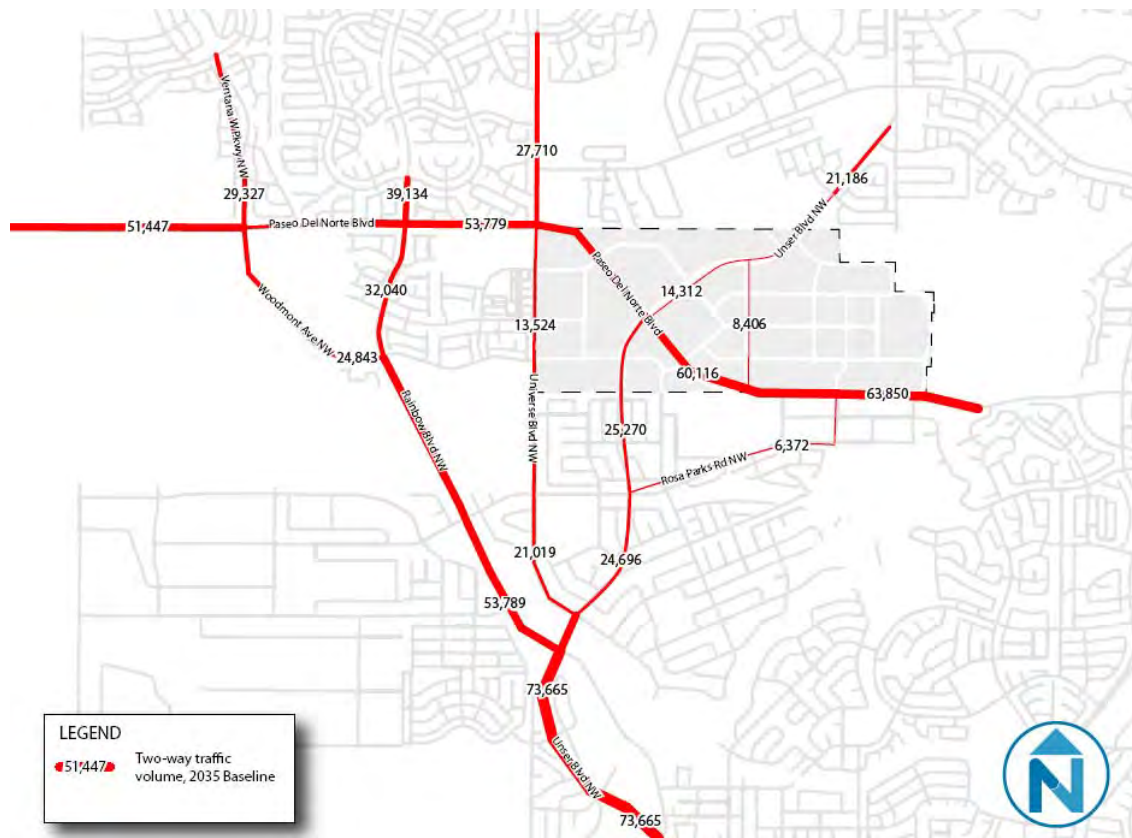 27,710
Ventana W Pkwy NW
21,186
29,327
39,134
51,447
Paseo Del Norte Blvd
53,779
Unser Blvd NW
Paseo Del Norte Blvd
32,040
14,312
Woodmont Ave NW
13,524
8,406
24,843
60,116
63,850
Rainbow Blvd NW
Universe Blvd NW
25,270
6,372
Rosa Parks Rd NW
21,019
24,696
53,789
73,665
Unser Blvd NW
73,665
LEGEND
51,447
Two-way traffic
volume, 2035 Baseline
N